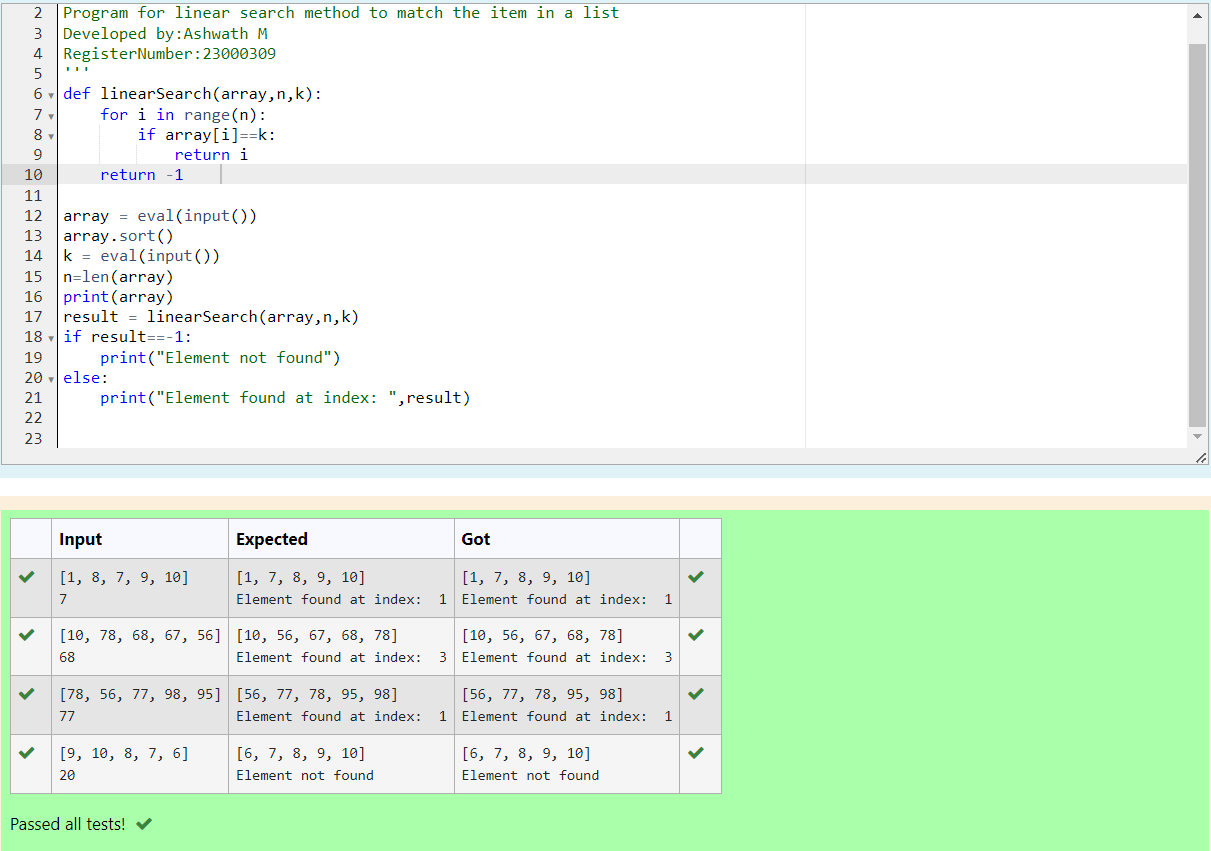 2 Program for linear search method to match the item in a list
3 Developed by:Ashwath M
4 RegisterNumber:23000309
5 '''
6 def linearSearch(array,n,k):
7     for i in range(n):
8         if array[i]==k:
9             return i
10     return -1
11
12 array = eval(input())
13 array.sort()
14 k = eval(input())
15 n=len(array)
16 print(array)
17 result = linearSearch(array,n,k)
18 if result==-1:
19     print("Element not found")
20 else:
21     print("Element found at index: ",result)
22
23
Input Expected Got
[1, 8, 7, 9, 10] [1, 7, 8, 9, 10] [1, 7, 8, 9, 10]
7 Element found at index:  1 Element found at index:  1
[10, 78, 68, 67, 56] [10, 56, 67, 68, 78] [10, 56, 67, 68, 78]
68 Element found at index:  3 Element found at index:  3
[78, 56, 77, 98, 95] [56, 77, 78, 95, 98] [56, 77, 78, 95, 98]
77 Element found at index:  1 Element found at index:  1
[9, 10, 8, 7, 6] [6, 7, 8, 9, 10] [6, 7, 8, 9, 10]
20 Element not found Element not found
Passed all tests!